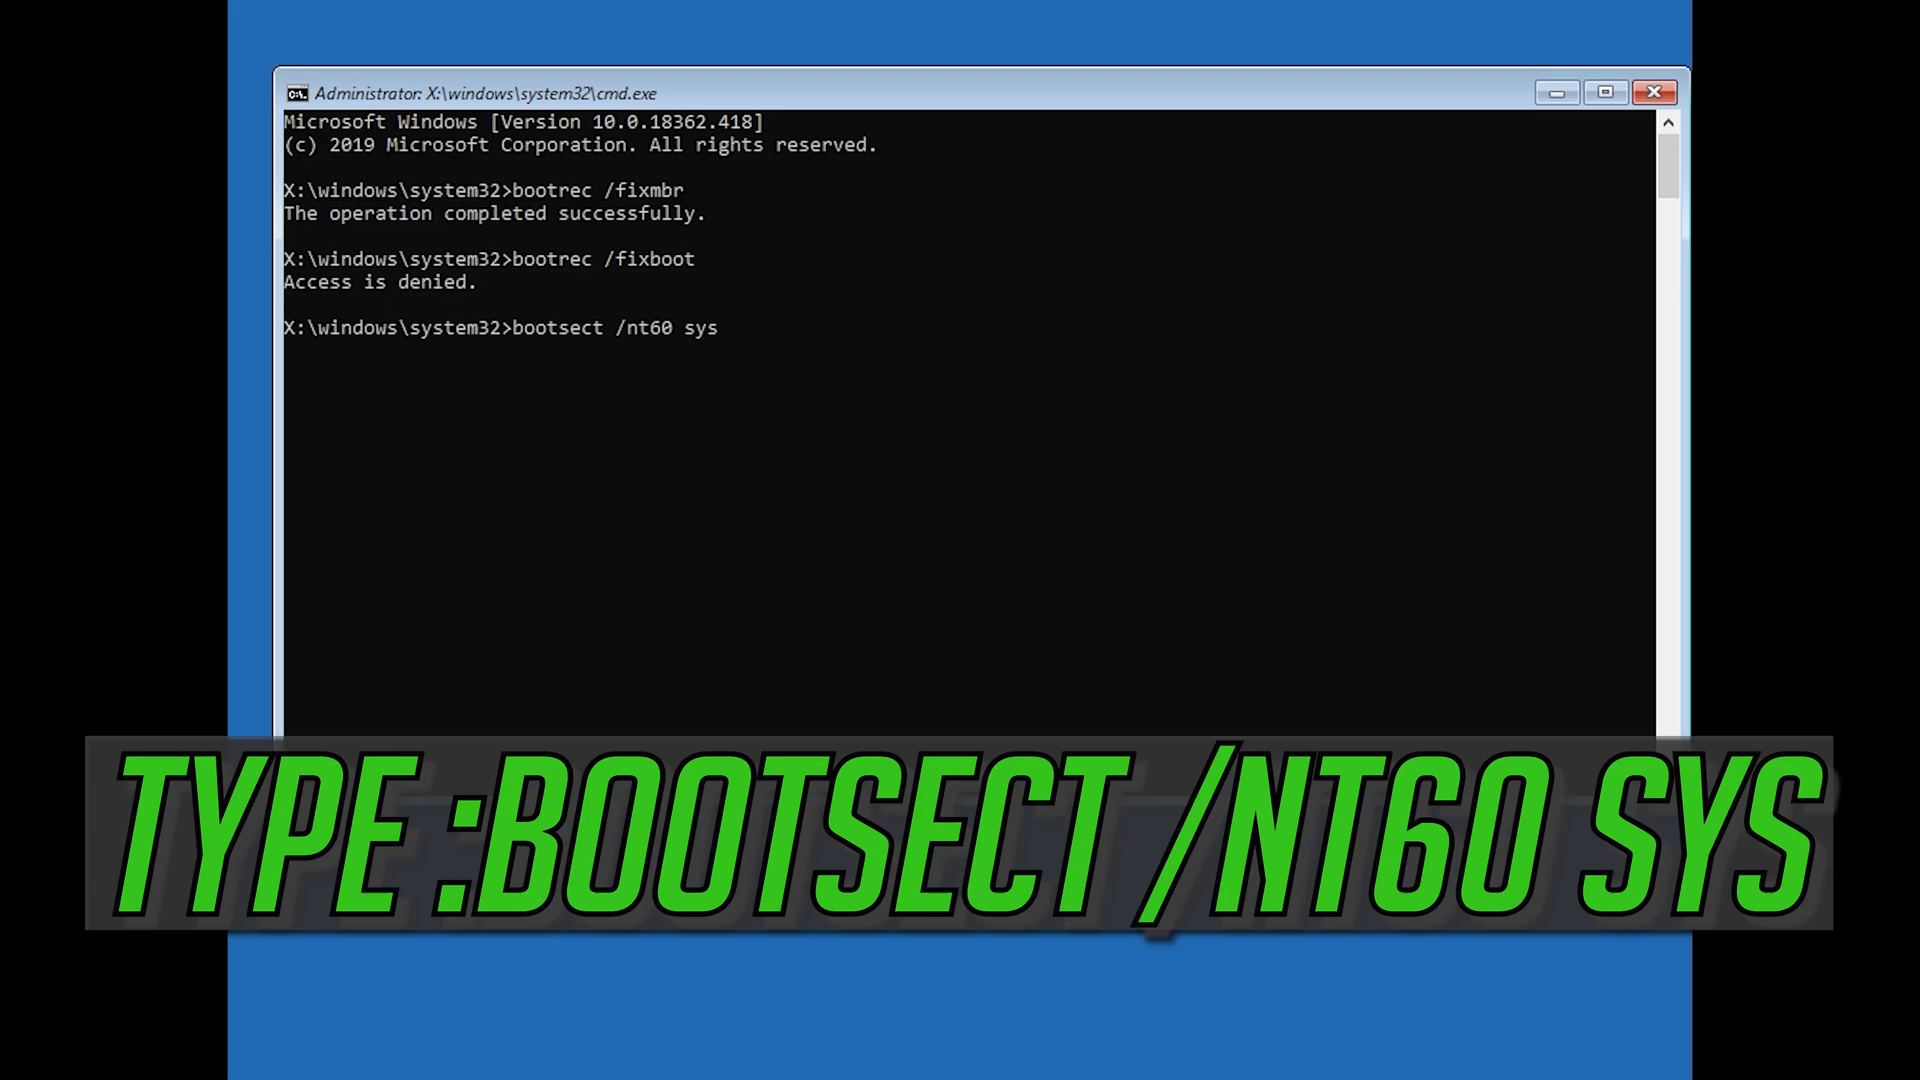 Administrator: X:\windows\system32\cmd.exe
Microsoft Windows [Version 10.0.18362.418]
(c) 2019 Microsoft Corporation. All rights reserved.
X:\windows\system32>bootrec /fixmbr
The operation completed successfully.
X:\windows\system32>bootrec /fixboot
Access is denied.
X:\windows\system32>bootsect /nt60 sys
TYPE :BOOTSECT /NT60 SYS